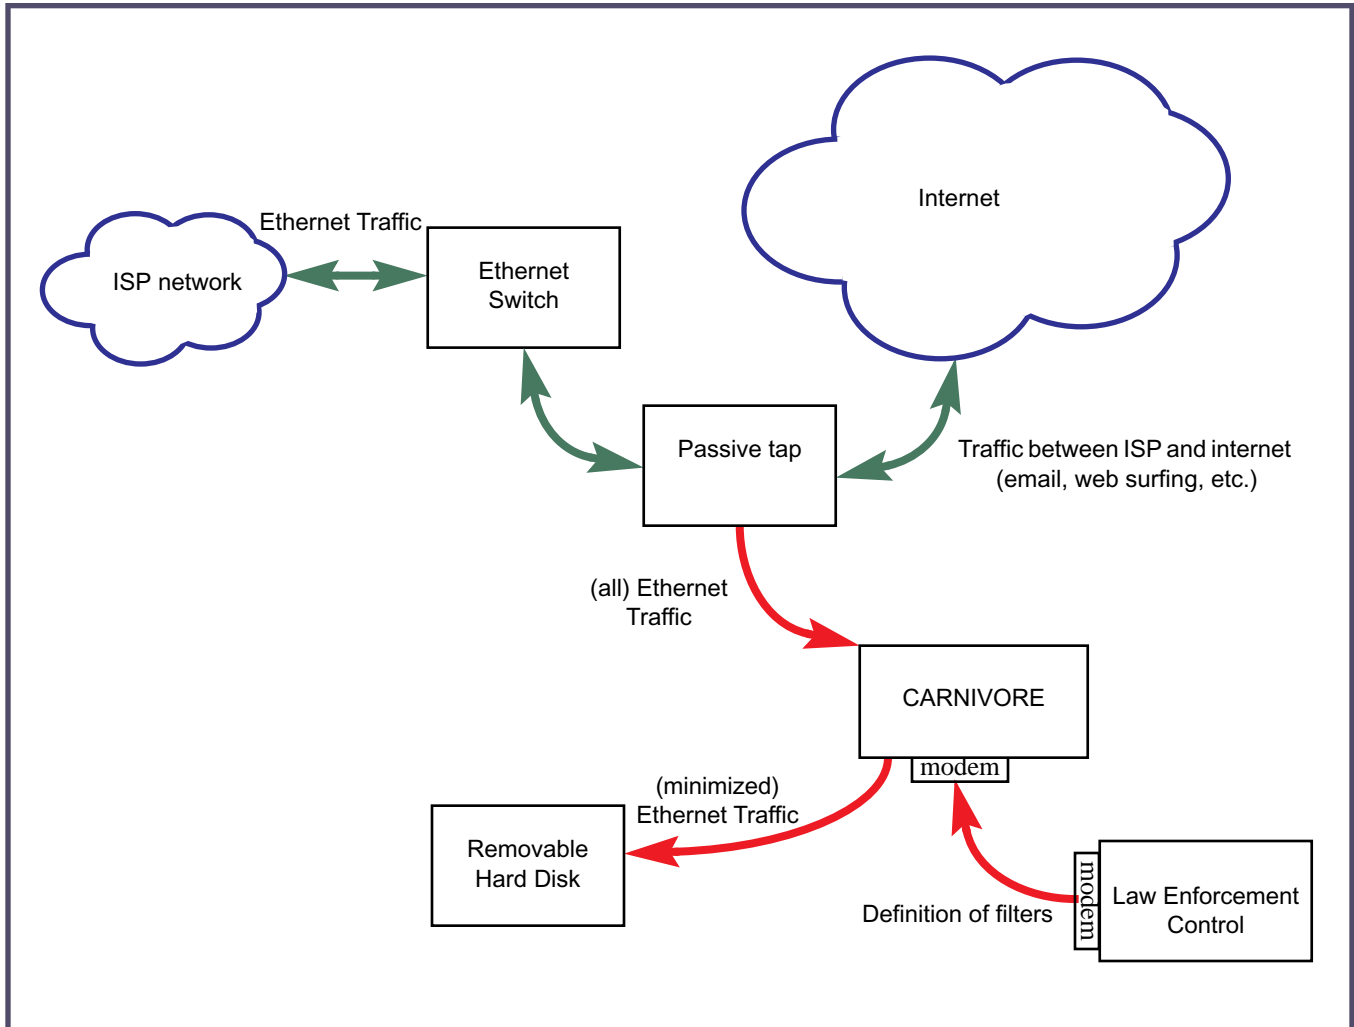 Internet
Ethernet Traffic
ISP network
Ethernet
Switch
Passive tap
Traffic between ISP and internet
(email, web surfing, etc.)
(all) Ethernet
Traffic
CARNIVORE
modem
(minimized)
Ethernet Traffic
Removable
Hard Disk
Definition of filters
modem
Law Enforcement
Control